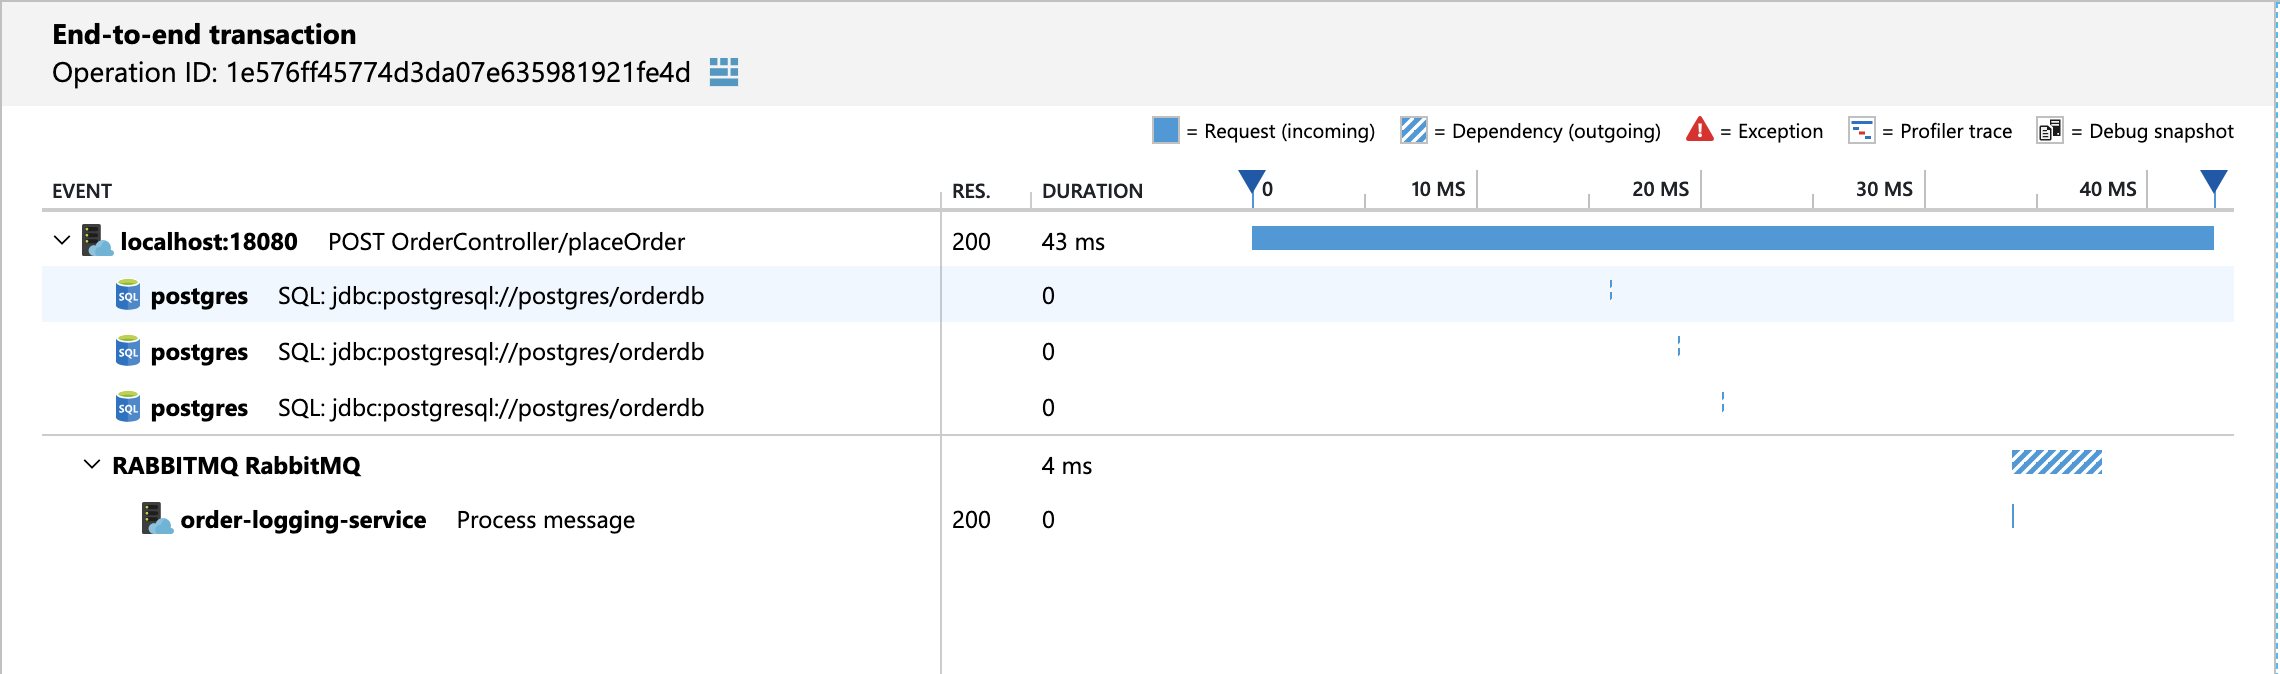 End-to-end transaction
Operation ID: 1e576ff45774d3da07e635981921fe4d
= Request (incoming) = Dependency (outgoing) = Exception = Profiler trace = Debug snapshot
EVENT RES. DURATION 0 10 MS 20 MS 30 MS 40 MS
localhost:18080 POST OrderController/placeOrder 200 43 ms
SQL postgres SQL: jdbc:postgresql://postgres/orderdb 0
SQL postgres SQL: jdbc:postgresql://postgres/orderdb 0
SQL postgres SQL: jdbc:postgresql://postgres/orderdb 0
RABBITMQ RabbitMQ 4 ms
order-logging-service Process message 200 0